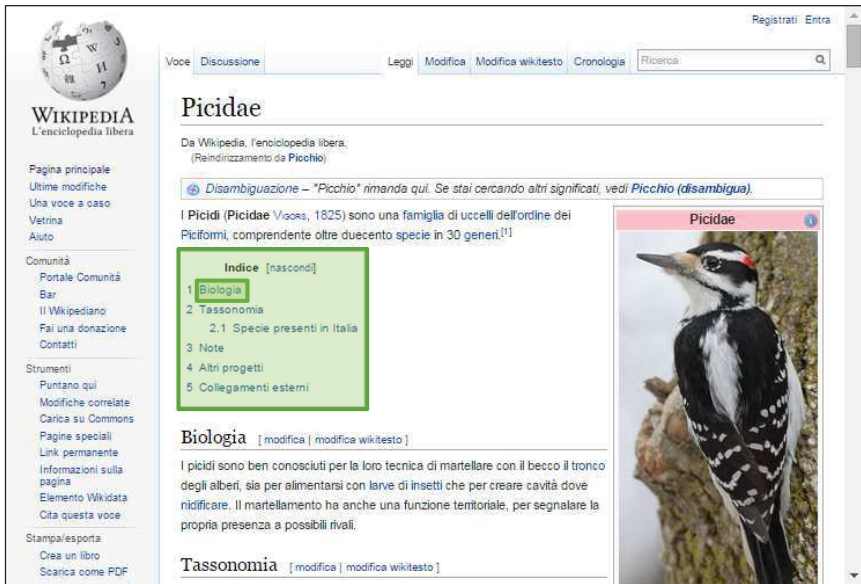 Registrati Entra
Voce Discussione Leggi Modifica Modifica wikitesto Cronologia Ricerca
WIKIPEDIA
L'enciclopedia libera
Pagina principale
Ultime modifiche
Una voce a caso
Vetrina
Aiuto
Comunità
Portale Comunità
Bar
Il Wikipediano
Fai una donazione
Contatti
Strumenti
Puntano qui
Modifiche correlate
Carica su Commons
Pagine speciali
Link permanente
Informazioni sulla
pagina
Elemento Wikidata
Cita questa voce
Stampa/esporta
Crea un libro
Scarica come PDF
Picidae
Da Wikipedia, l'enciclopedia libera.
(Reindirizzamento da Picchio)
Disambiguazione – "Picchio" rimanda qui. Se stai cercando altri significati, vedi Picchio (disambigua).
I Picidi (Picidae Vigors, 1825) sono una famiglia di uccelli dell'ordine dei
Piciformi, comprendente oltre duecento specie in 30 generi.[1]
Indice [nascondi]
1 Biologia
2 Tassonomia
2.1 Specie presenti in Italia
3 Note
4 Altri progetti
5 Collegamenti esterni
Picidae
Biologia [ modifica | modifica wikitesto ]
I picidi sono ben conosciuti per la loro tecnica di martellare con il becco il tronco
degli alberi, sia per alimentarsi con larve di insetti che per creare cavità dove
nidificare. Il martellamento ha anche una funzione territoriale, per segnalare la
propria presenza a possibili rivali.
Tassonomia [ modifica | modifica wikitesto ]